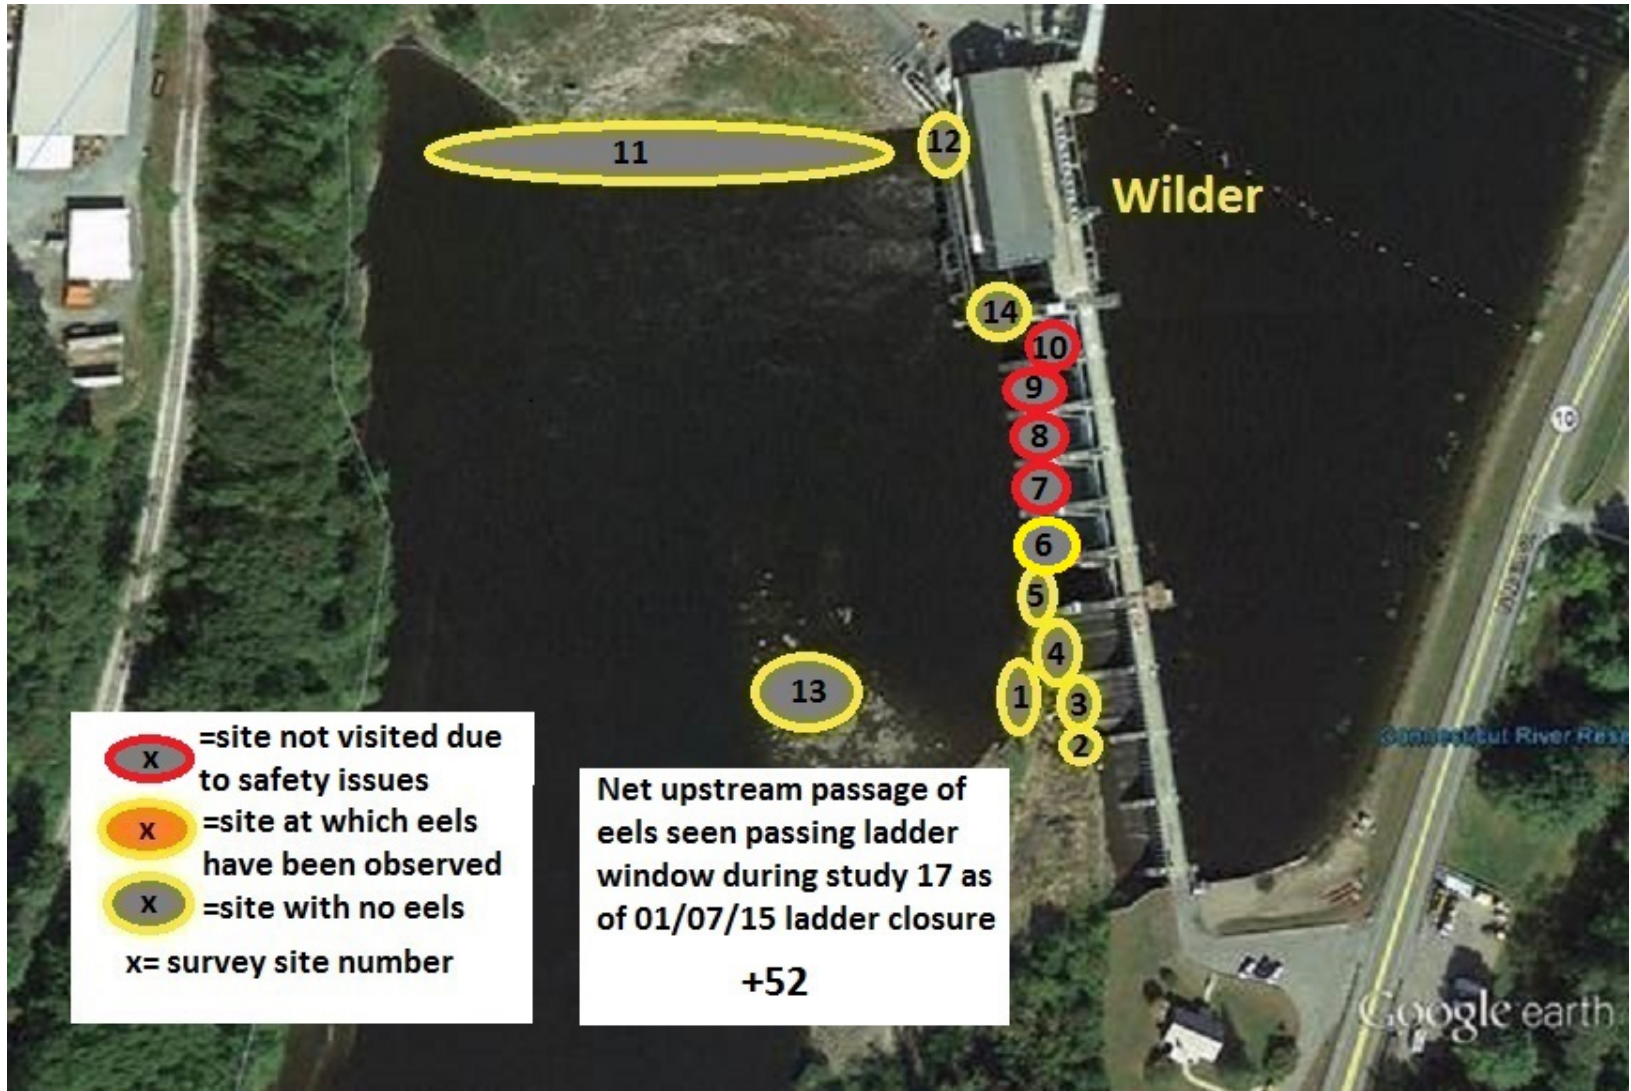 11
12
Wilder
14
10
9
8
7
6
5
4
13
1
3
2
10
x
=site not visited due
to safety issues
x
=site at which eels
have been observed
x
=site with no eels
x= survey site number
Net upstream passage of
eels seen passing ladder
window during study 17 as
of 01/07/15 ladder closure
+52
Connecticut River Rese
Google earth